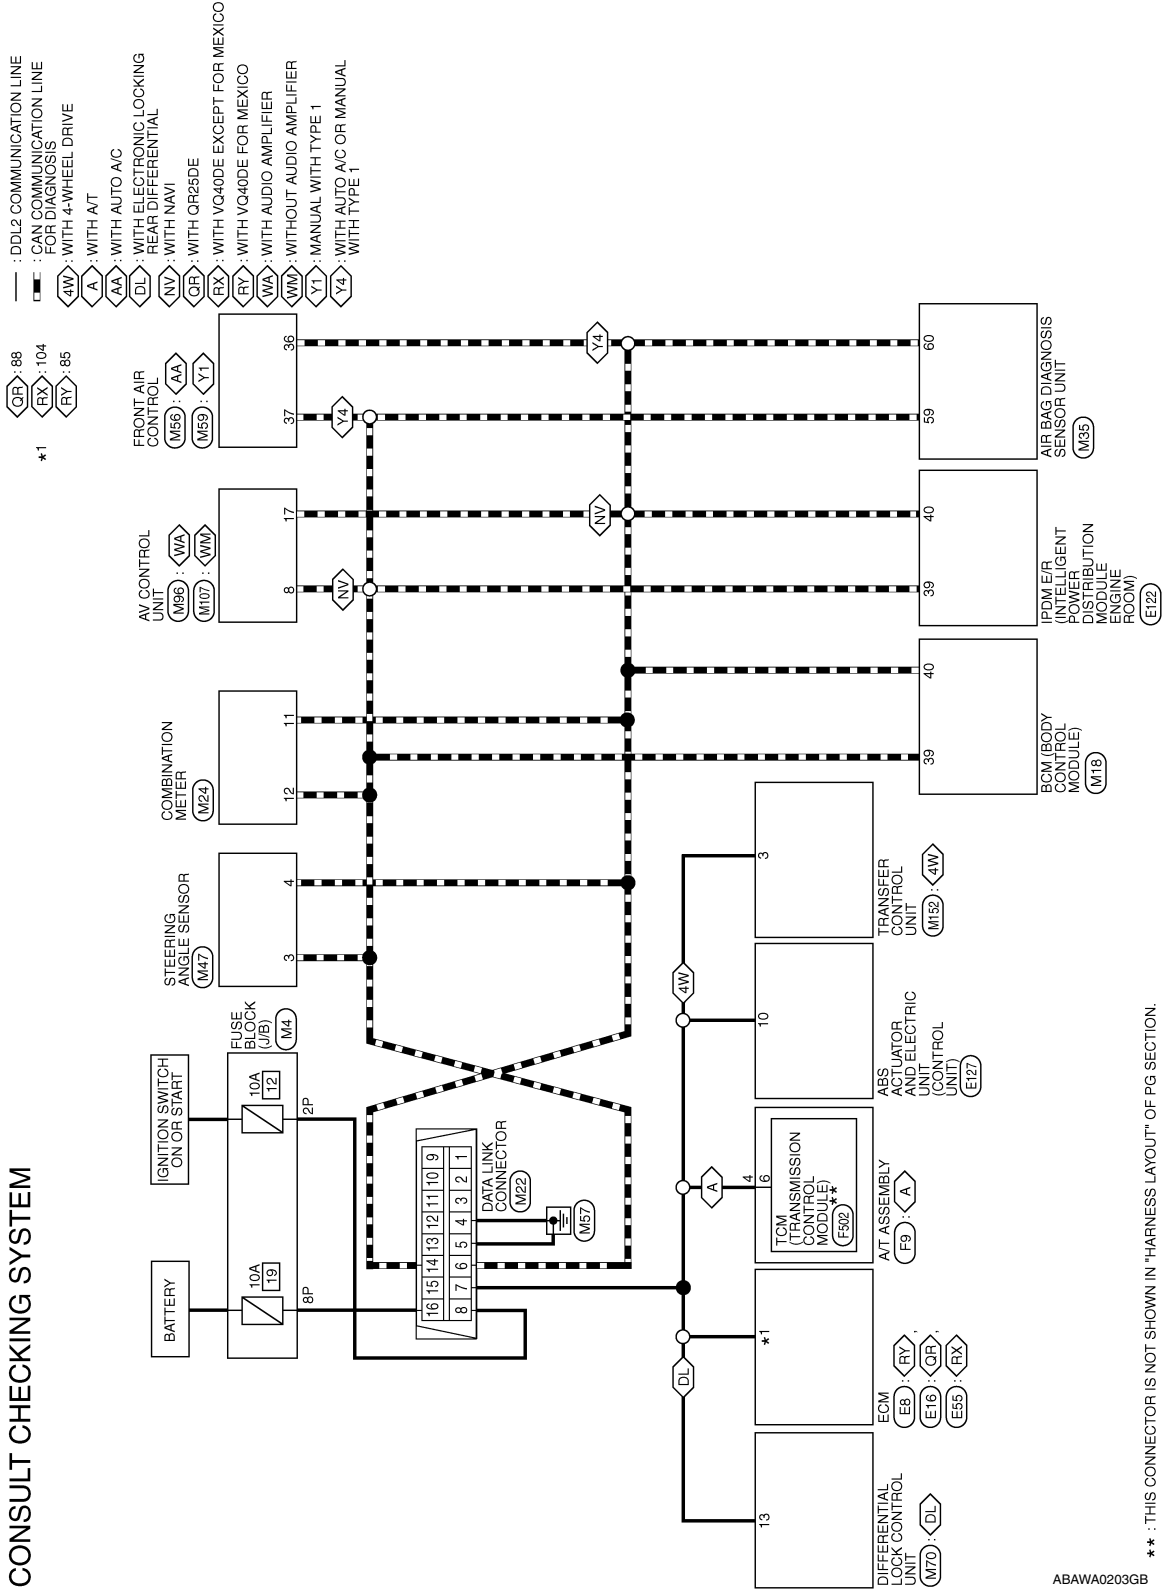 CONSULT CHECKING SYSTEM
*1
QR : 88
RX : 104
RY : 85
: DDL2 COMMUNICATION LINE
: CAN COMMUNICATION LINE
FOR DIAGNOSIS
4W : WITH 4-WHEEL DRIVE
A : WITH A/T
AA : WITH AUTO A/C
DL : WITH ELECTRONIC LOCKING
REAR DIFFERENTIAL
NV : WITH NAVI
QR : WITH QR25DE
RX : WITH VQ40DE EXCEPT FOR MEXICO
RY : WITH VQ40DE FOR MEXICO
WA : WITH AUDIO AMPLIFIER
WM : WITHOUT AUDIO AMPLIFIER
Y1 : MANUAL WITH TYPE 1
Y4 : WITH AUTO A/C OR MANUAL
WITH TYPE 1
BATTERY
IGNITION SWITCH
ON OR START
FUSE
BLOCK
(J/B)
M4
10A
19
8P
10A
12
2P
STEERING
ANGLE SENSOR
M47
3
4
COMBINATION
METER
M24
12
11
AV CONTROL
UNIT
M96 : WA
M107 : WM
8
17
NV
NV
FRONT AIR
CONTROL
M56 : AA
M59 : Y1
37
36
Y4
Y4
16 15 14 13 12 11 10 9
8 7 6 5 4 3 2 1
DATA LINK
CONNECTOR
M22
M57
DL
A
4W
13
DIFFERENTIAL
LOCK CONTROL
UNIT
M70 : DL
*1
ECM
E8 : RY ,
E16 : QR ,
E55 : RX
4
6
TCM
(TRANSMISSION
CONTROL
MODULE)
**
F502
A/T ASSEMBLY
F9 : A
10
ABS
ACTUATOR
AND ELECTRIC
UNIT
(CONTROL
UNIT)
E127
3
TRANSFER
CONTROL
UNIT
M152 : 4W
39
40
BCM (BODY
CONTROL
MODULE)
M18
39
40
IPDM E/R
(INTELLIGENT
POWER
DISTRIBUTION
MODULE
ENGINE
ROOM)
E122
59
60
AIR BAG DIAGNOSIS
SENSOR UNIT
M35
** : THIS CONNECTOR IS NOT SHOWN IN "HARNESS LAYOUT" OF PG SECTION.
ABAWA0203GB